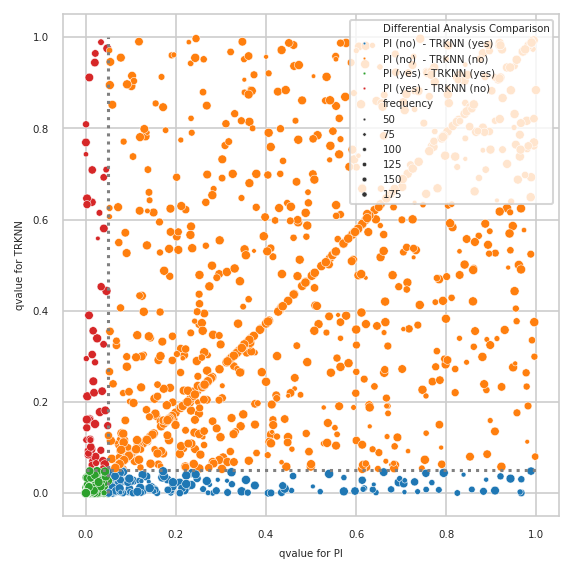 Differential Analysis Comparison
PI (no) - TRKNN (yes)
PI (no) - TRKNN (no)
PI (yes) - TRKNN (yes)
PI (yes) - TRKNN (no)
frequency
50
75
100
125
150
175
1.0
0.8
0.6
0.4
0.2
0.0
qvalue for TRKNN
0.0 0.2 0.4 0.6 0.8 1.0
qvalue for PI